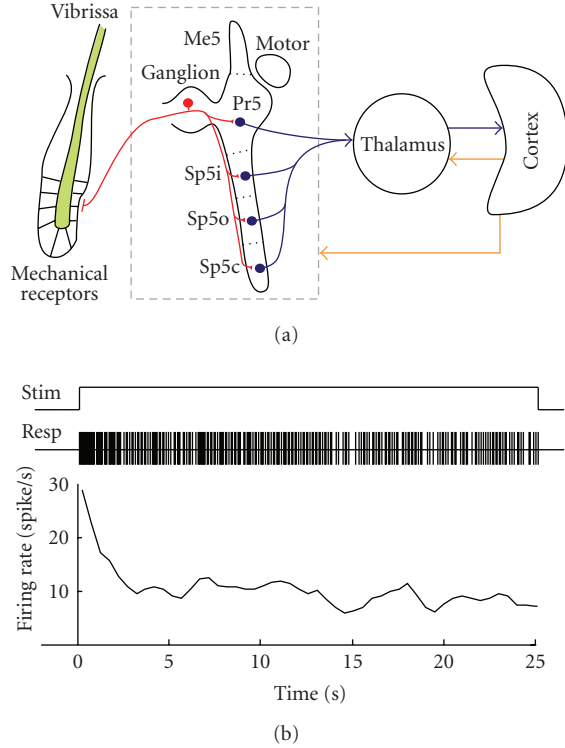 Vibrissa
Me5
Motor
Ganglion
Pr5
Thalamus
Cortex
Sp5i
Sp5o
Sp5c
Mechanical
receptors
(a)
Stim
Resp
Firing rate (spike/s)
30
20
10
0
5
10
15
20
25
Time (s)
(b)